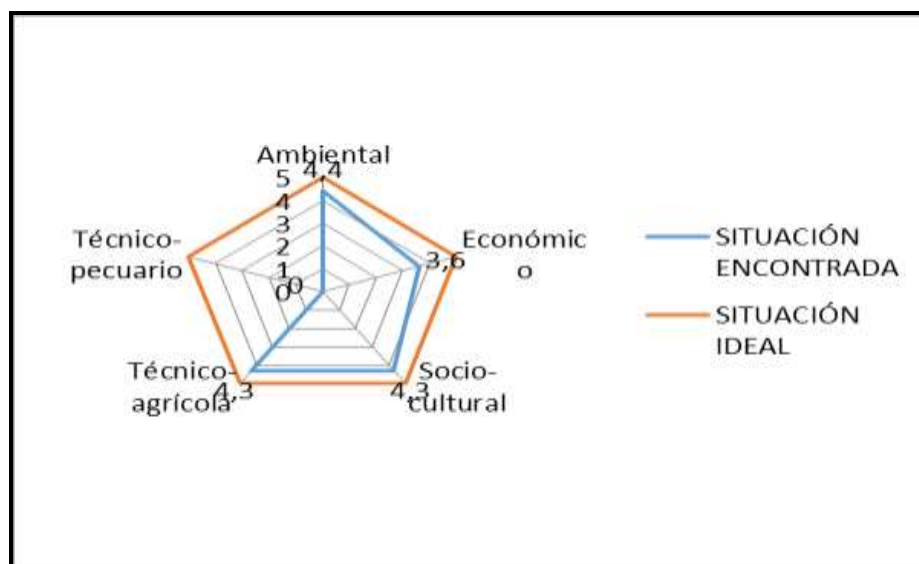 Ambiental
4,4
5
4
3
2
1
0
0
Económic
o
3,6
Socio-
cultural
4,3
Técnico-
agrícola
4,3
Técnico-
pecuario
SITUACIÓN
ENCONTRADA
SITUACIÓN
IDEAL